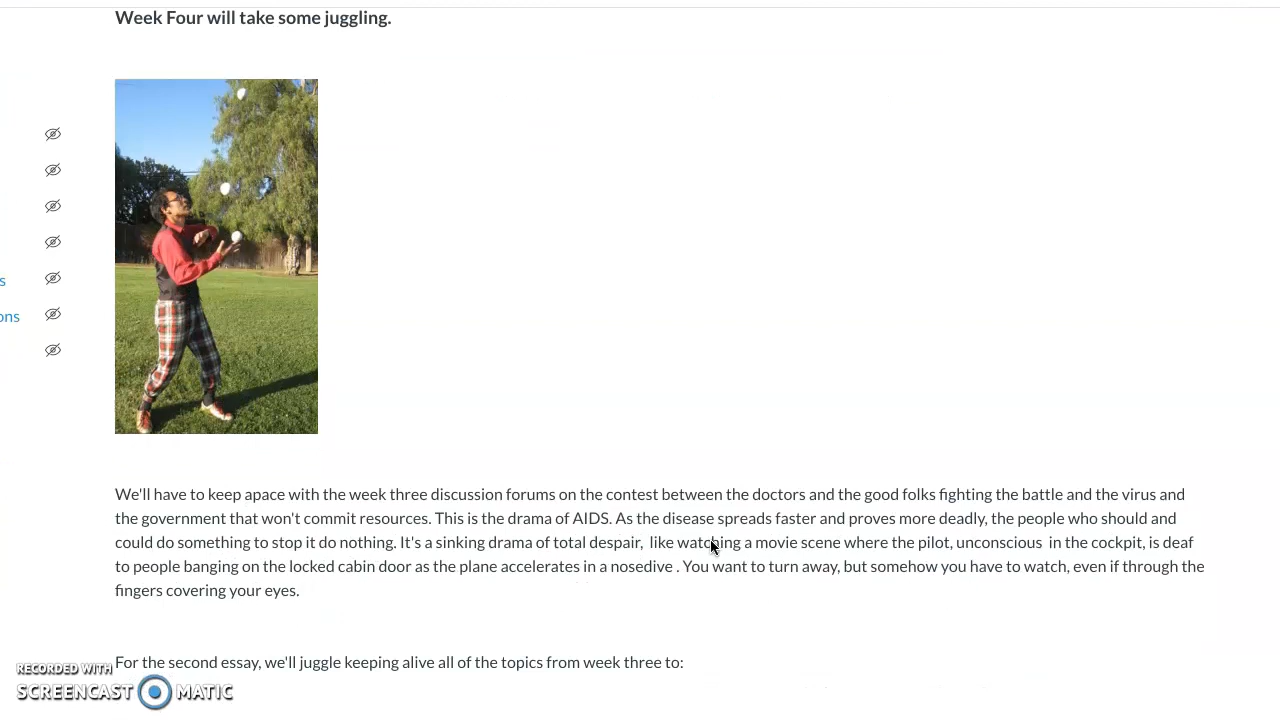 Week Four will take some juggling.
s
ons
We'll have to keep apace with the week three discussion forums on the contest between the doctors and the good folks fighting the battle and the virus and
the government that won't commit resources. This is the drama of AIDS. As the disease spreads faster and proves more deadly, the people who should and
could do something to stop it do nothing. It's a sinking drama of total despair,  like watching a movie scene where the pilot, unconscious  in the cockpit, is deaf
to people banging on the locked cabin door as the plane accelerates in a nosedive . You want to turn away, but somehow you have to watch, even if through the
fingers covering your eyes.
For the second essay, we'll juggle keeping alive all of the topics from week three to:
RECORDED WITH
SCREENCAST MATIC